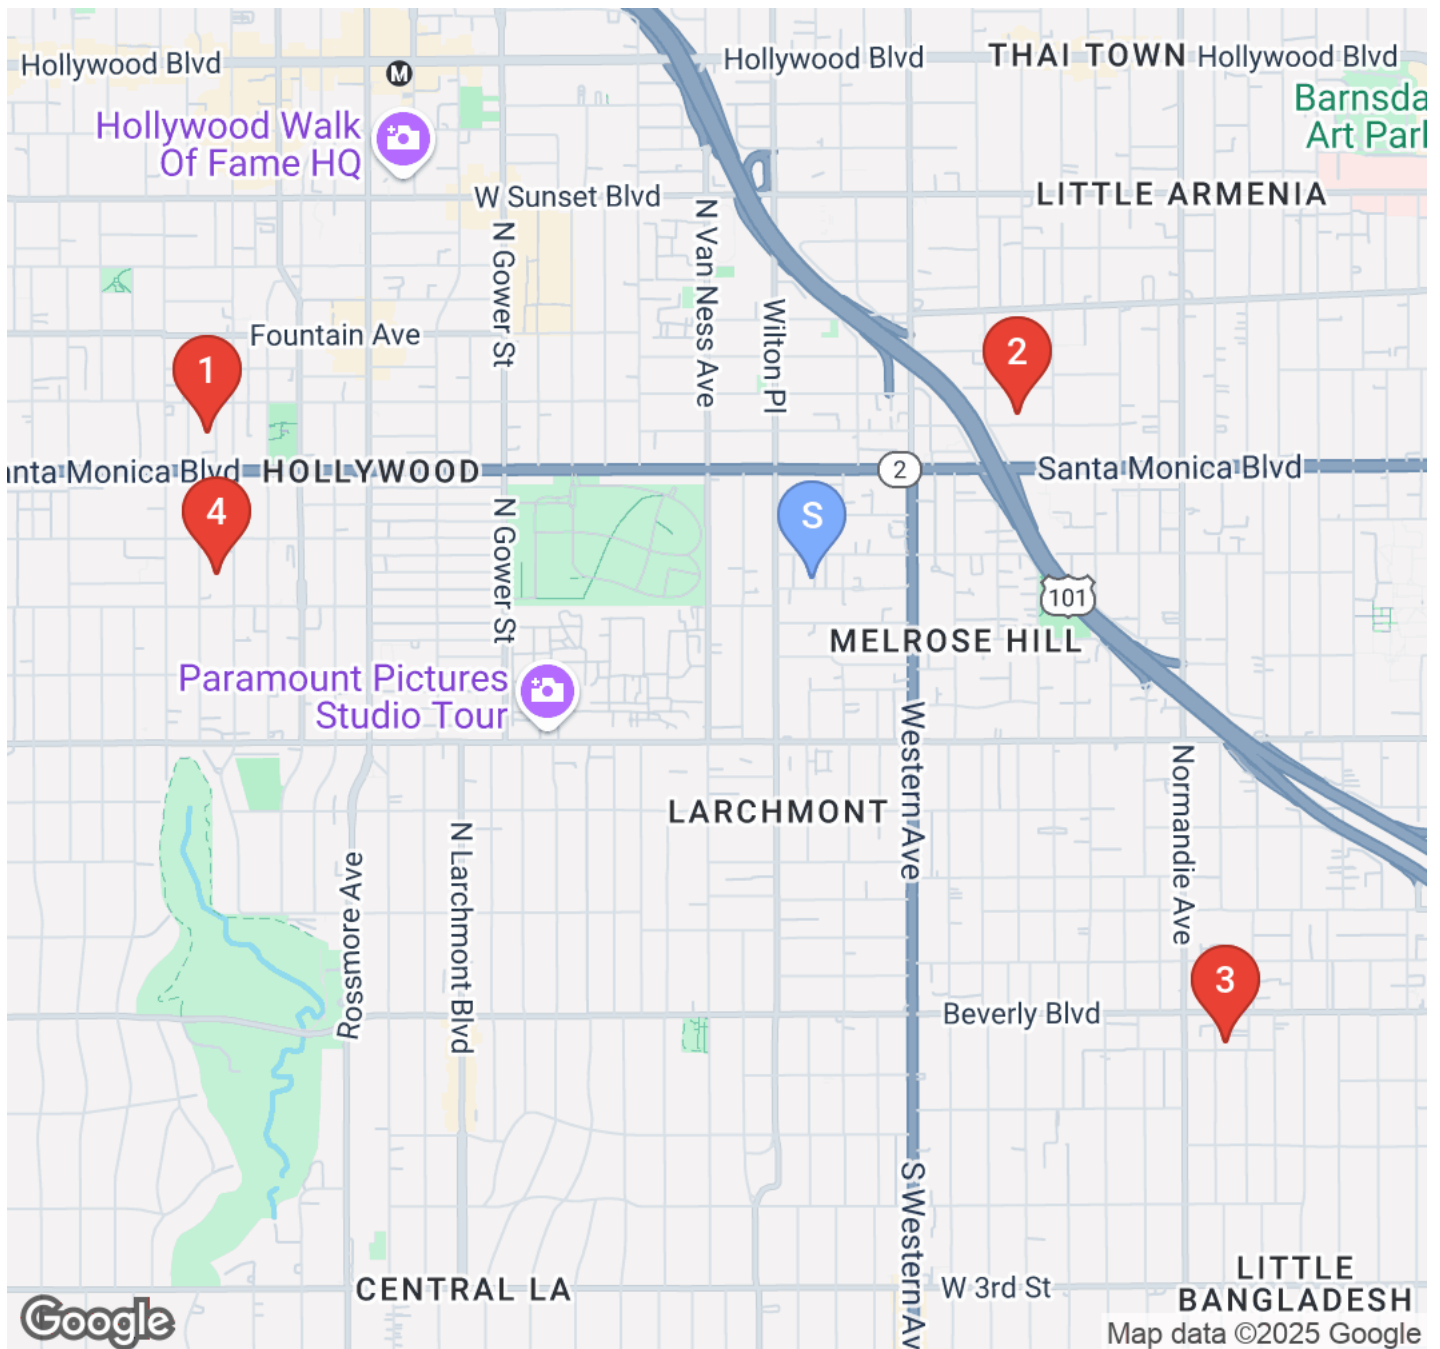 Hollywood Blvd
Hollywood Blvd
THAI TOWN
Hollywood Blvd
M
Barnsda
Art Park
Hollywood Walk
Of Fame HQ
W Sunset Blvd
LITTLE ARMENIA
N Gower St
N Van Ness Ave
Wilton Pl
Fountain Ave
1
2
anta Monica Blvd
HOLLYWOOD
2
Santa Monica Blvd
4
S
N Gower St
101
MELROSE HILL
Paramount Pictures
Studio Tour
Western Ave
Normandie Ave
LARCHMONT
N Larchmont Blvd
Rossmore Ave
3
Beverly Blvd
S Western Av
CENTRAL LA
W 3rd St
LITTLE
BANGLADESH
Google
Map data ©2025 Google